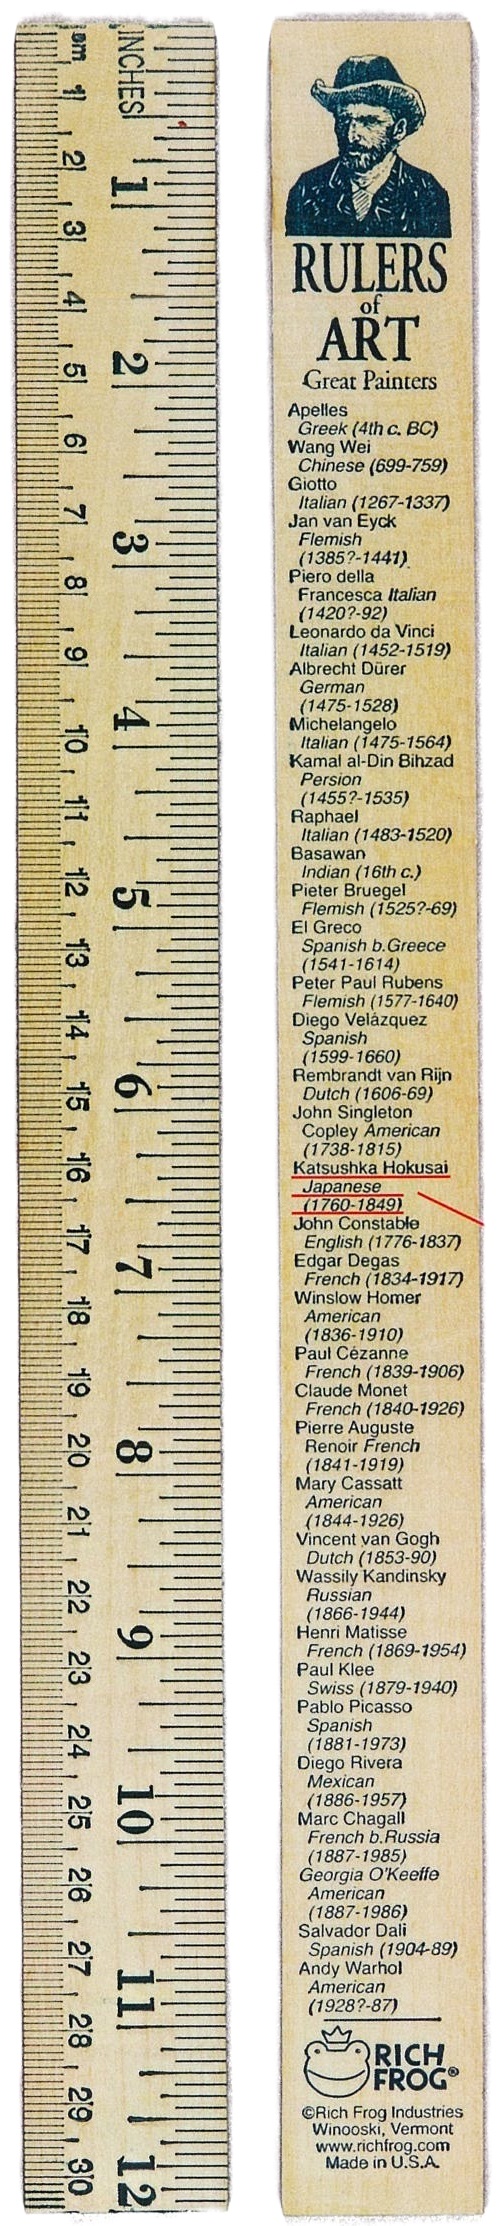 INCHES
1
2
3
4
5
6
7
8
9
10
11
12
cm
1
2
3
4
5
6
7
8
9
10
11
12
13
14
15
16
17
18
19
20
21
22
23
24
25
26
27
28
29
30
RULERS
of
ART
Great Painters
Apelles
Greek (4th c. BC)
Wang Wei
Chinese (699-759)
Giotto
Italian (1267-1337)
Jan van Eyck
Flemish
(1385?-1441)
Piero della
Francesca Italian
(1420?-92)
Leonardo da Vinci
Italian (1452-1519)
Albrecht Dürer
German
(1475-1528)
Michelangelo
Italian (1475-1564)
Kamal al-Din Bihzad
Persion
(1455?-1535)
Raphael
Italian (1483-1520)
Basawan
Indian (16th c.)
Pieter Bruegel
Flemish (1525?-69)
El Greco
Spanish b.Greece
(1541-1614)
Peter Paul Rubens
Flemish (1577-1640)
Diego Velázquez
Spanish
(1599-1660)
Rembrandt van Rijn
Dutch (1606-69)
John Singleton
Copley American
(1738-1815)
Katsushka Hokusai
Japanese
(1760-1849)
John Constable
English (1776-1837)
Edgar Degas
French (1834-1917)
Winslow Homer
American
(1836-1910)
Paul Cézanne
French (1839-1906)
Claude Monet
French (1840-1926)
Pierre Auguste
Renoir French
(1841-1919)
Mary Cassatt
American
(1844-1926)
Vincent van Gogh
Dutch (1853-90)
Wassily Kandinsky
Russian
(1866-1944)
Henri Matisse
French (1869-1954)
Paul Klee
Swiss (1879-1940)
Pablo Picasso
Spanish
(1881-1973)
Diego Rivera
Mexican
(1886-1957)
Marc Chagall
French b.Russia
(1887-1985)
Georgia O'Keeffe
American
(1887-1986)
Salvador Dali
Spanish (1904-89)
Andy Warhol
American
(1928?-87)
RICH
FROG®
©Rich Frog Industries
Winooski, Vermont
www.richfrog.com
Made in U.S.A.